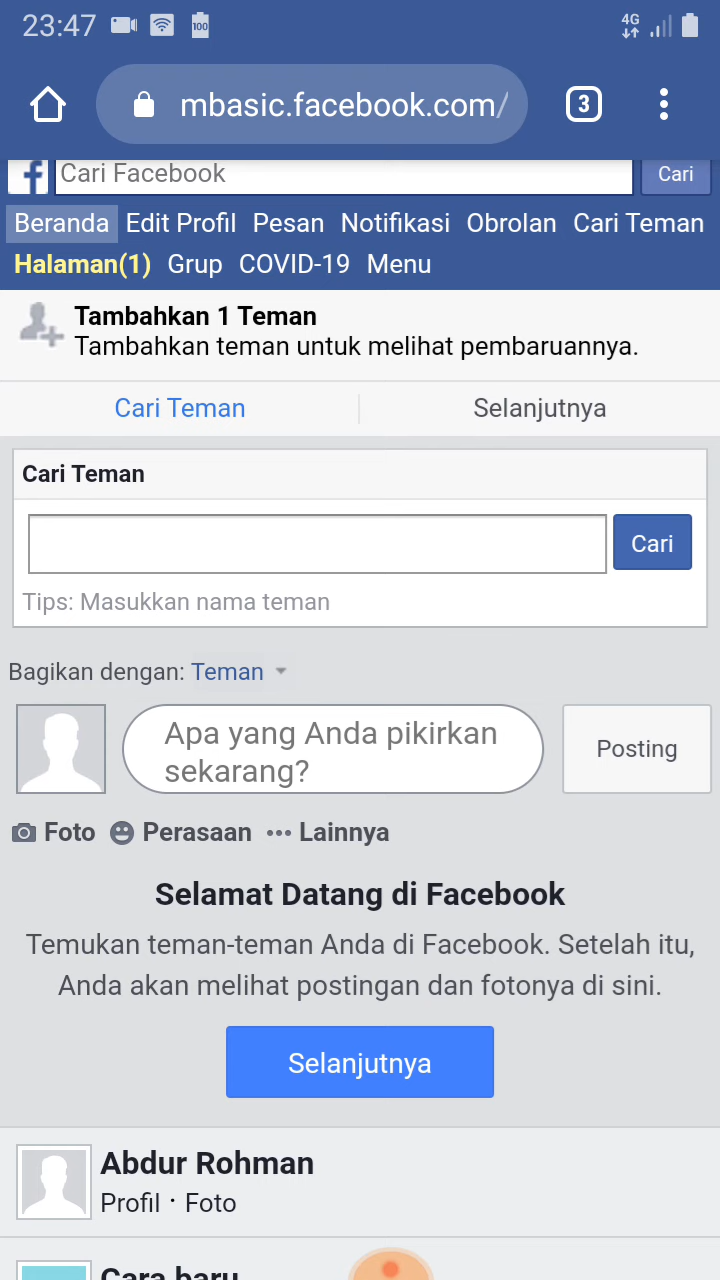 23:47
100
4G
mbasic.facebook.com/
3
f
Cari Facebook
Cari
Beranda Edit Profil Pesan Notifikasi Obrolan Cari Teman
Halaman(1) Grup COVID-19 Menu
Tambahkan 1 Teman
Tambahkan teman untuk melihat pembaruannya.
Cari Teman Selanjutnya
Cari Teman
Cari
Tips: Masukkan nama teman
Bagikan dengan: Teman
Apa yang Anda pikirkan
sekarang?
Posting
Foto Perasaan Lainnya
Selamat Datang di Facebook
Temukan teman-teman Anda di Facebook. Setelah itu,
Anda akan melihat postingan dan fotonya di sini.
Selanjutnya
Abdur Rohman
Profil · Foto
Cara baru